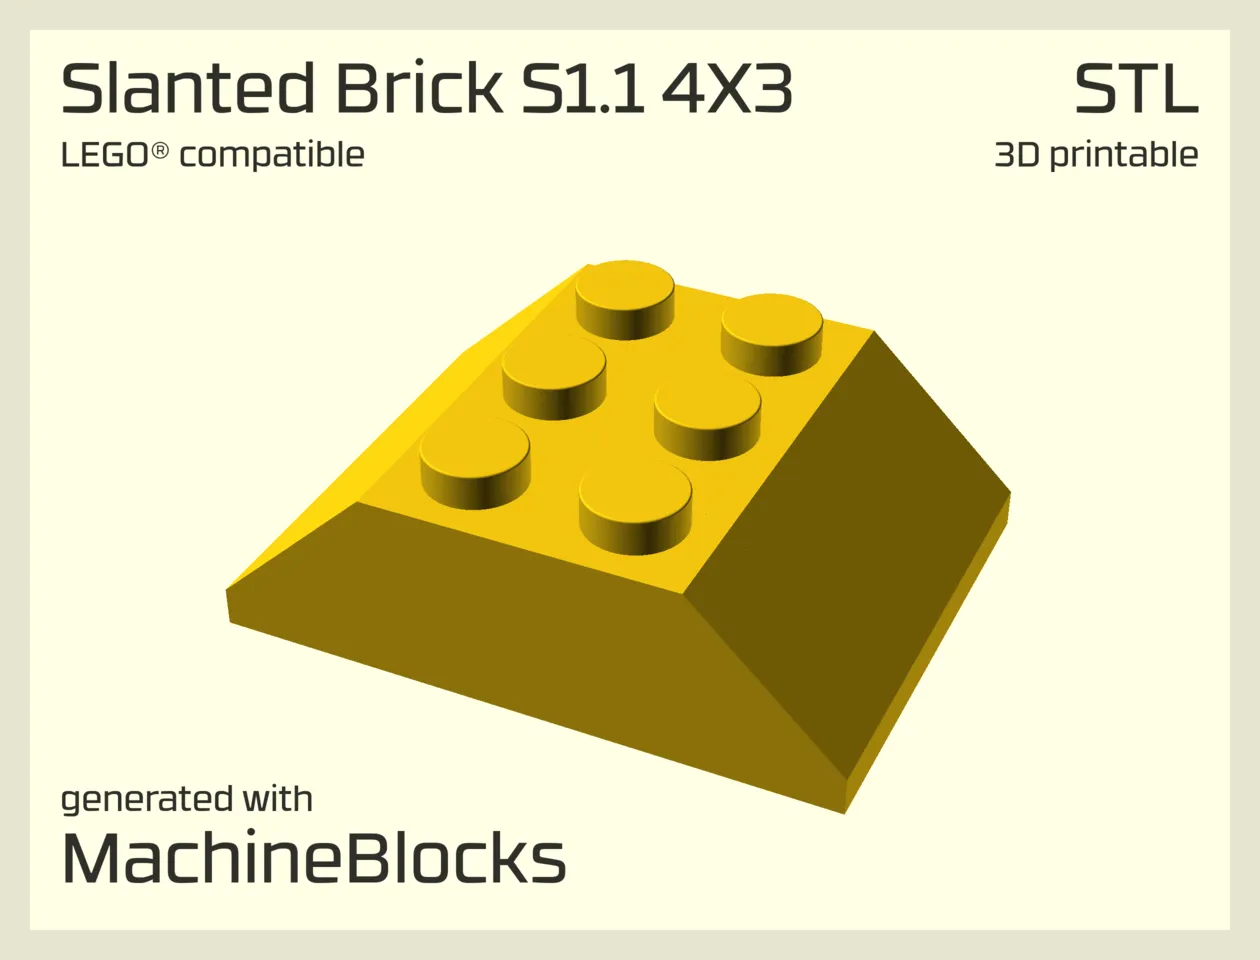 Slanted Brick S1.1 4X3
STL
LEGO® compatible
3D printable
generated with
MachineBlocks